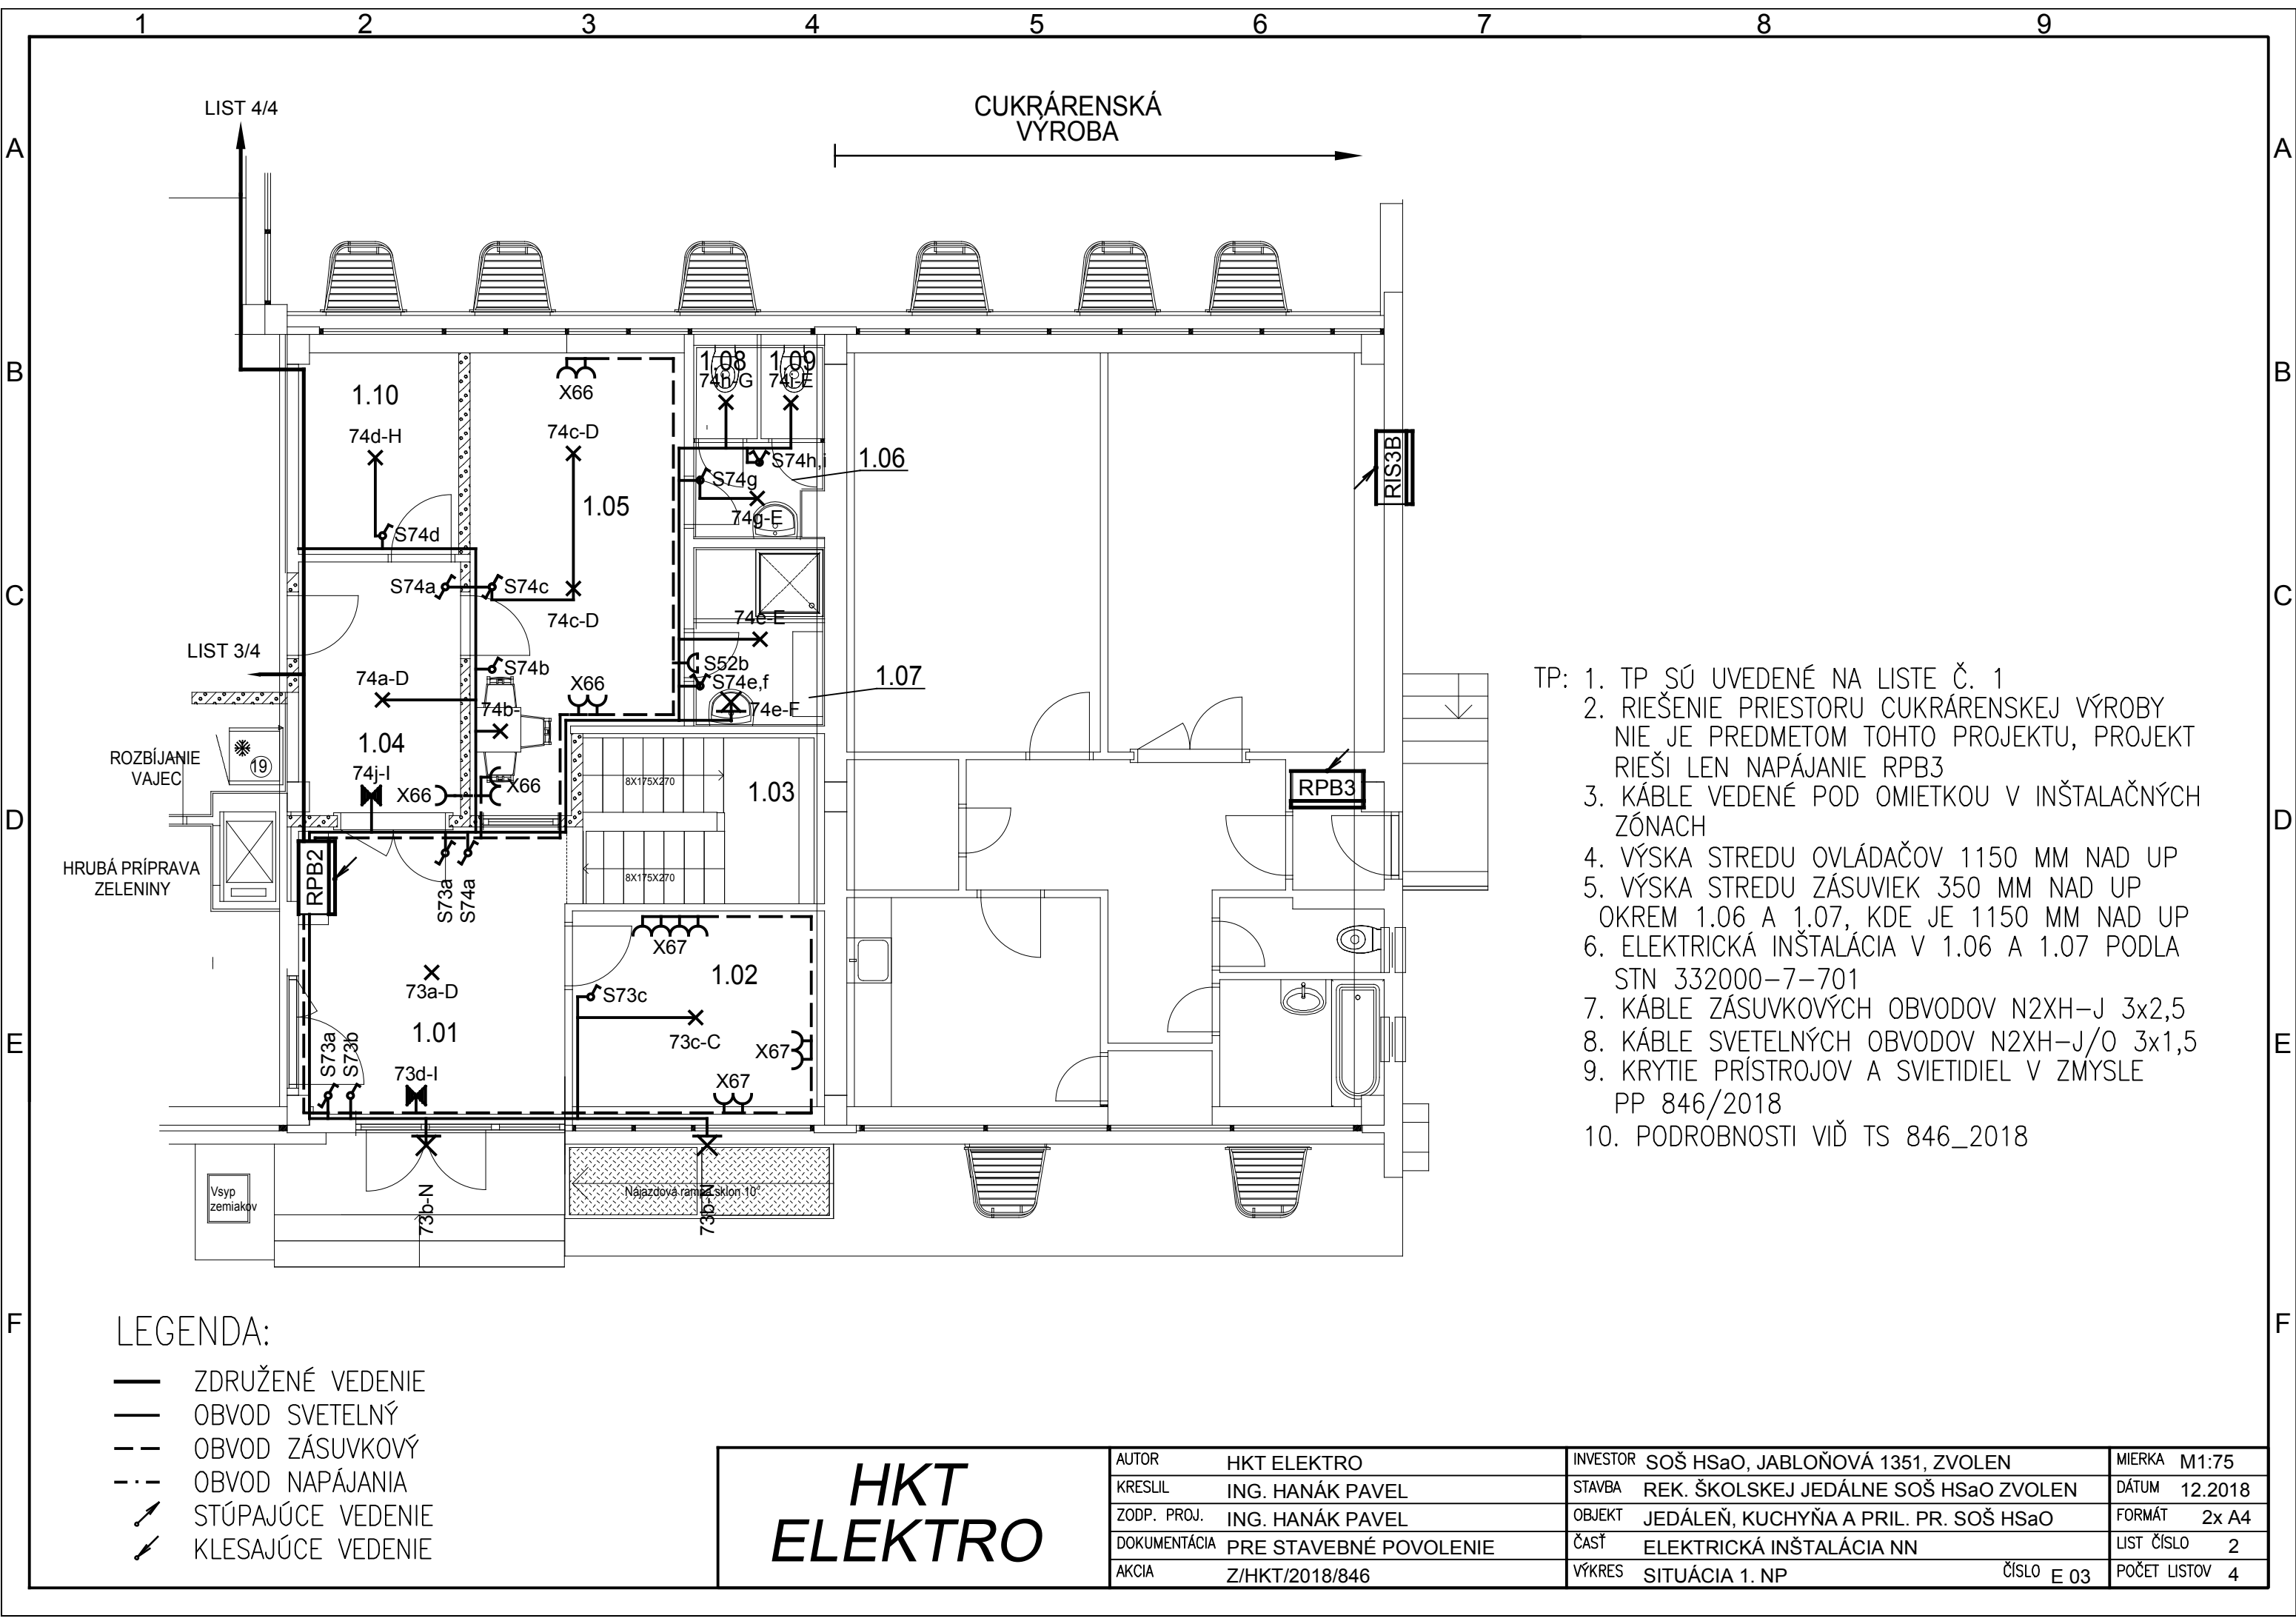 1 2 3 4 5 6 7 8 9
LIST 4/4
CUKRÁRENSKÁ
VÝROBA
A A
B B
1.08 1.09
74h-G 74i-E
X66
1.10
74d-H
74c-D
S74h,i
1.06
S74g
74g-E
RIS3B
1.05
S74d
S74a
S74c
C C
74c-D
74e-E
LIST 3/4
S74b
S52b
S74e,f
1.07
74a-D
X66
74b-
74e-F
1.04
ROZBÍJANIE
VAJEC
19
74j-I
X66
X66
8X175X270
1.03
RPB3
D D
HRUBÁ PRÍPRAVA
ZELENINY
RPB2
S73a
S74a
8X175X270
X67
1.02
73a-D
S73c
1.01
73c-C
X67
E E
S73a
S73b
73d-I
X67
Vsyp
zemiakov
73b-N
Nájazdová rampa sklon 10°
73b-N
TP: 1. TP SÚ UVEDENÉ NA LISTE Č. 1
2. RIEŠENIE PRIESTORU CUKRÁRENSKEJ VÝROBY
NIE JE PREDMETOM TOHTO PROJEKTU, PROJEKT
RIEŠI LEN NAPÁJANIE RPB3
3. KÁBLE VEDENÉ POD OMIETKOU V INŠTALAČNÝCH
ZÓNACH
4. VÝSKA STREDU OVLÁDAČOV 1150 MM NAD UP
5. VÝSKA STREDU ZÁSUVIEK 350 MM NAD UP
OKREM 1.06 A 1.07, KDE JE 1150 MM NAD UP
6. ELEKTRICKÁ INŠTALÁCIA V 1.06 A 1.07 PODLA
STN 332000-7-701
7. KÁBLE ZÁSUVKOVÝCH OBVODOV N2XH-J 3x2,5
8. KÁBLE SVETELNÝCH OBVODOV N2XH-J/O 3x1,5
9. KRYTIE PRÍSTROJOV A SVIETIDIEL V ZMYSLE
PP 846/2018
10. PODROBNOSTI VIĎ TS 846_2018
F F
LEGENDA:
ZDRUŽENÉ VEDENIE
OBVOD SVETELNÝ
OBVOD ZÁSUVKOVÝ
OBVOD NAPÁJANIA
STÚPAJÚCE VEDENIE
KLESAJÚCE VEDENIE
HKT
ELEKTRO
AUTOR HKT ELEKTRO
KRESLIL ING. HANÁK PAVEL
ZODP. PROJ. ING. HANÁK PAVEL
DOKUMENTÁCIA PRE STAVEBNÉ POVOLENIE
AKCIA Z/HKT/2018/846
INVESTOR SOŠ HSaO, JABLOŇOVÁ 1351, ZVOLEN
STAVBA REK. ŠKOLSKEJ JEDÁLNE SOŠ HSaO ZVOLEN
OBJEKT JEDÁLEŇ, KUCHYŇA A PRIL. PR. SOŠ HSaO
ČASŤ ELEKTRICKÁ INŠTALÁCIA NN
VÝKRES SITUÁCIA 1. NP ČÍSLO E 03
MIERKA M1:75
DÁTUM 12.2018
FORMÁT 2x A4
LIST ČÍSLO 2
POČET LISTOV 4